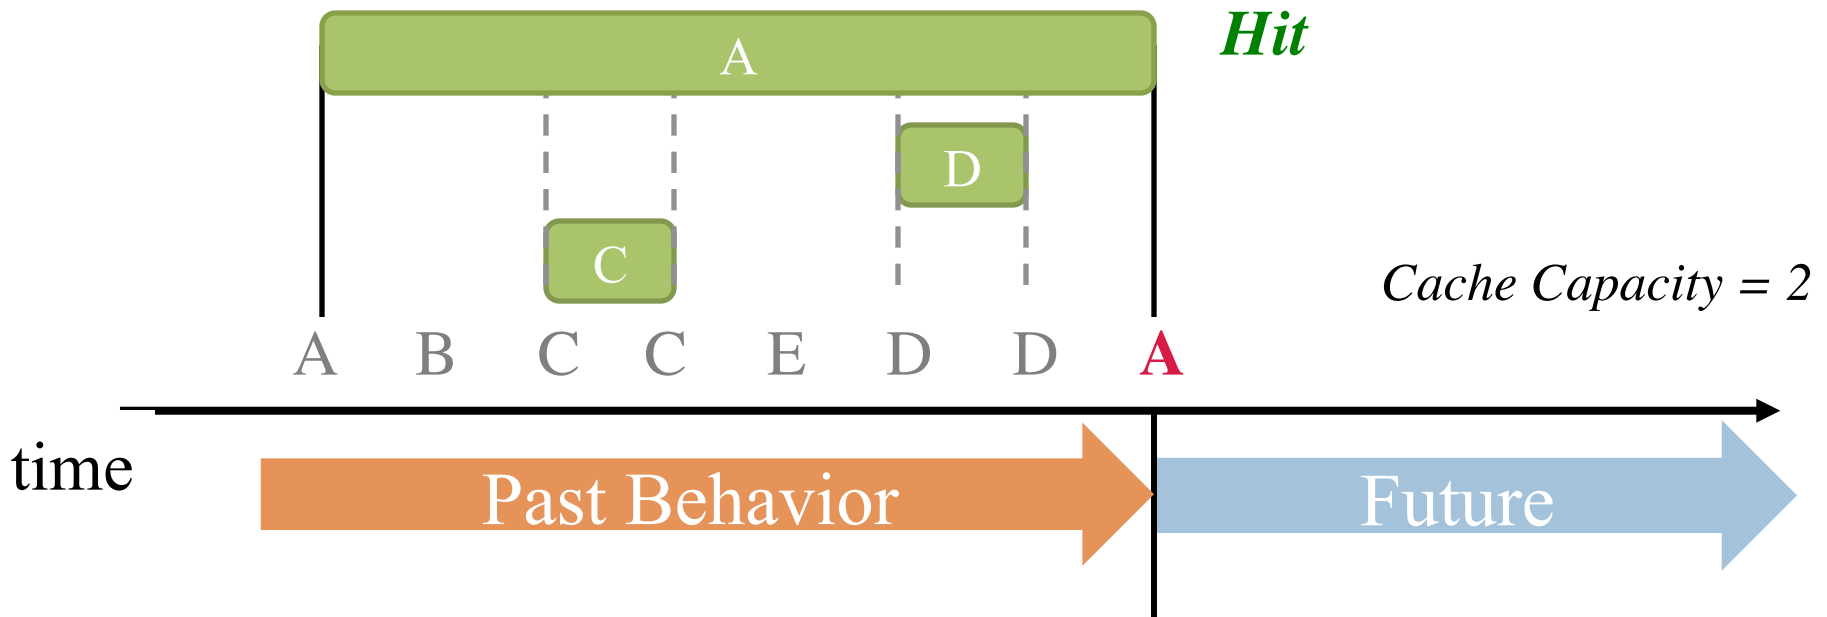 A
Hit
D
C
Cache Capacity = 2
A B C C E D D A
time
Past Behavior
Future